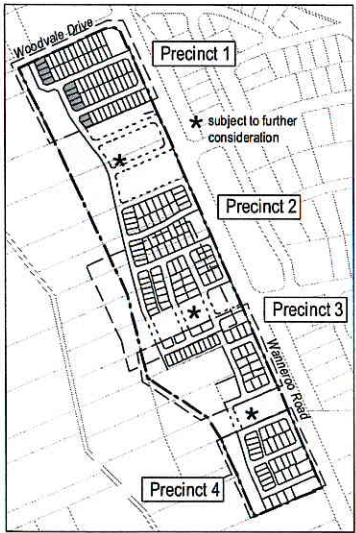 Woodvale Drive
Precinct 1
* subject to further
consideration
Precinct 2
Precinct 3
Wanneroo Road
Precinct 4